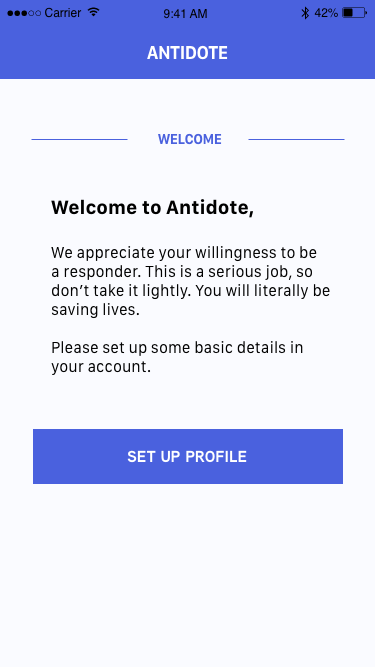 Carrier 9:41 AM 42%
ANTIDOTE
WELCOME
Welcome to Antidote,
We appreciate your willingness to be
a responder. This is a serious job, so
don’t take it lightly. You will literally be
saving lives.
Please set up some basic details in
your account.
SET UP PROFILE